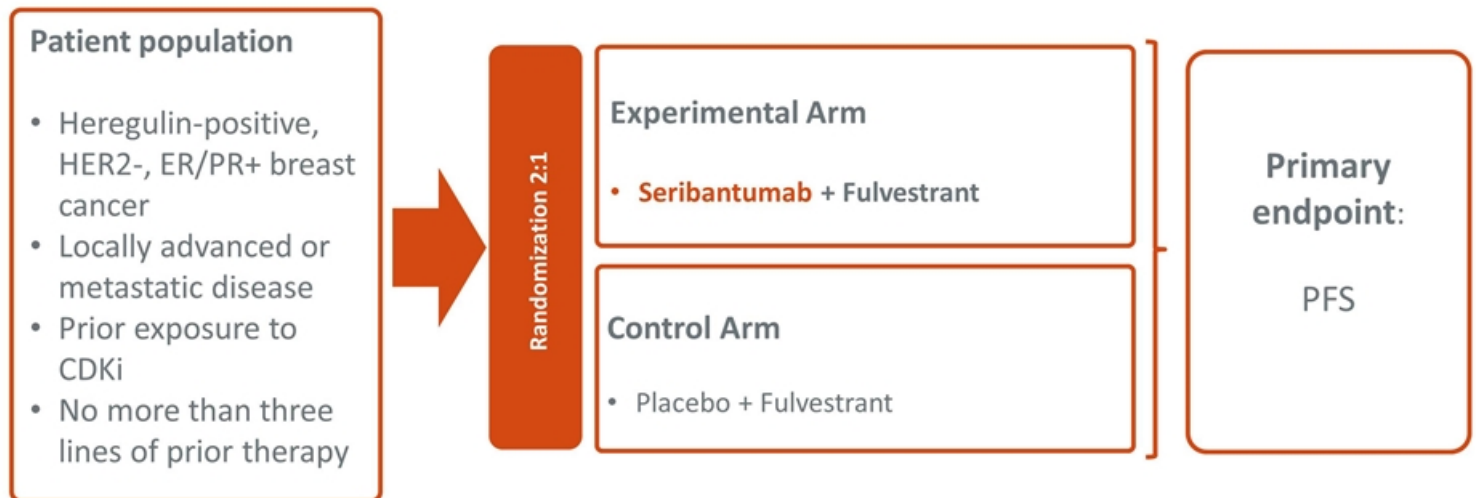 Patient population
• Heregulin-positive,
HER2-, ER/PR+ breast
cancer
• Locally advanced or
metastatic disease
• Prior exposure to
CDKi
• No more than three
lines of prior therapy
Randomization 2:1
Experimental Arm
• Seribantumab + Fulvestrant
Control Arm
• Placebo + Fulvestrant
Primary
endpoint:
PFS